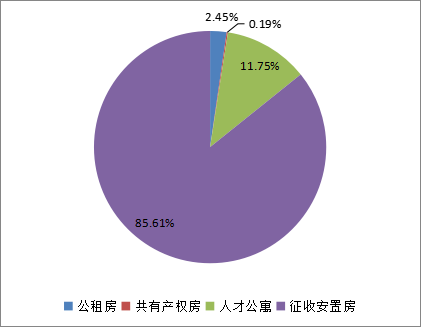 2.45%
0.19%
11.75%
85.61%
公租房 共有产权房 人才公寓 征收安置房